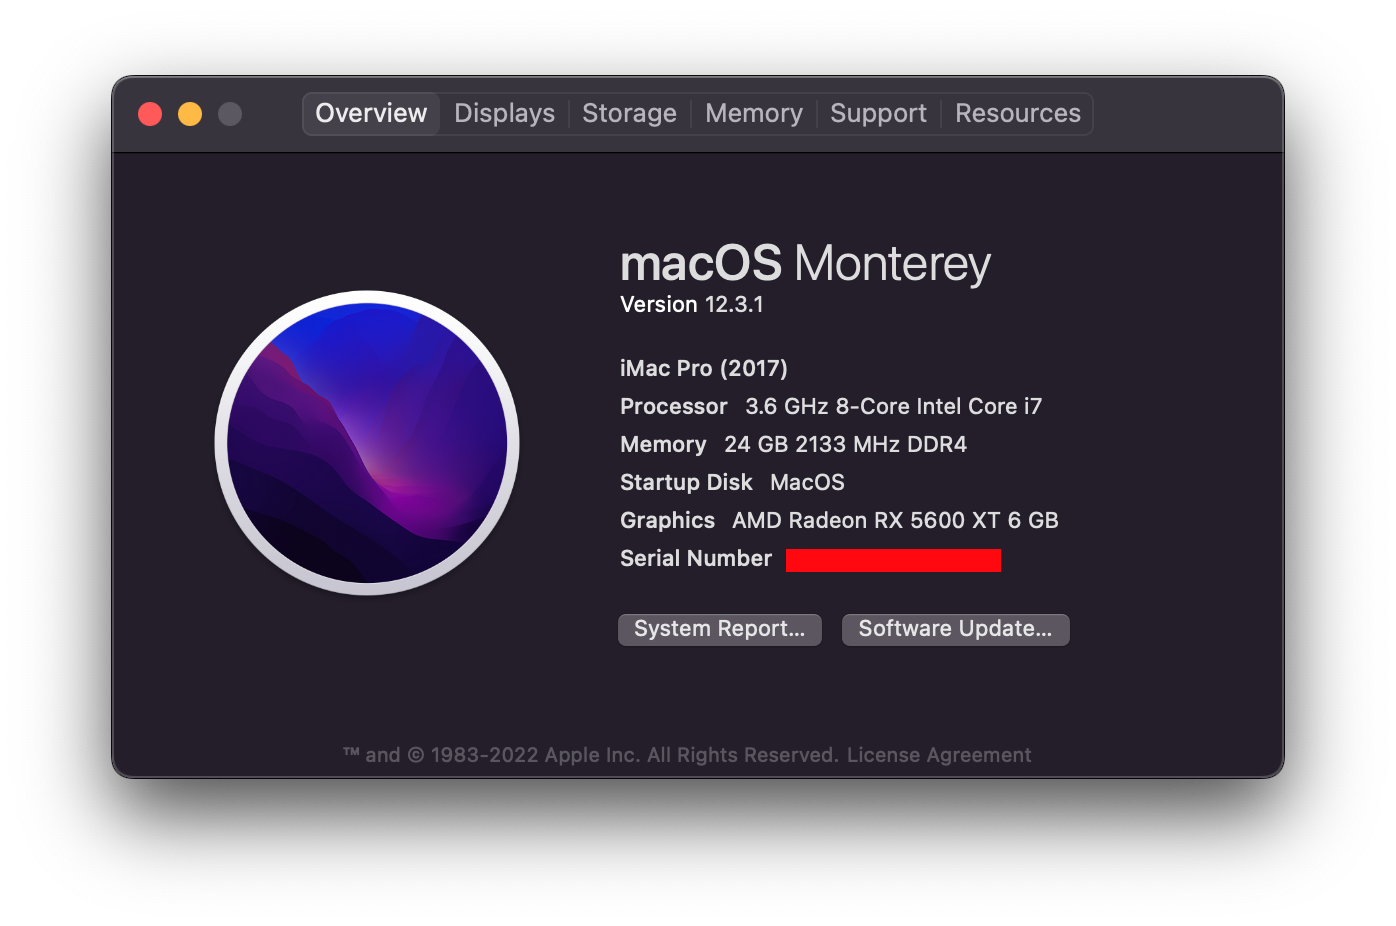 Overview Displays Storage Memory Support Resources
macOS Monterey
Version 12.3.1
iMac Pro (2017)
Processor 3.6 GHz 8-Core Intel Core i7
Memory 24 GB 2133 MHz DDR4
Startup Disk MacOS
Graphics AMD Radeon RX 5600 XT 6 GB
Serial Number
System Report... Software Update...
™ and © 1983-2022 Apple Inc. All Rights Reserved. License Agreement